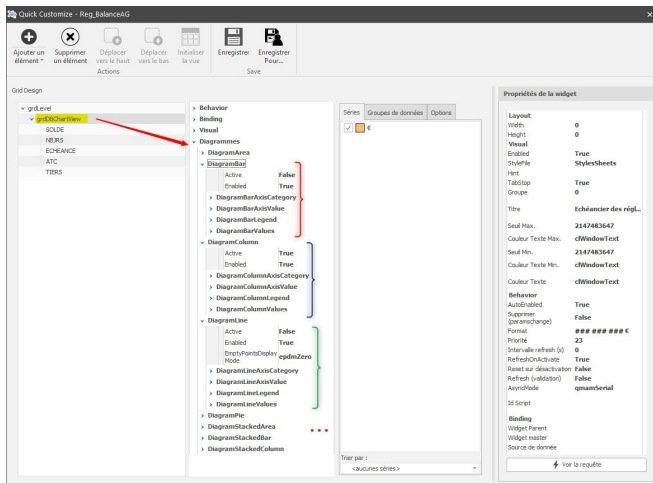 Quick Customize - Reg_BalanceAG
Ajouter un élément
Supprimer un élément
Déplacer vers le haut
Déplacer vers le bas
Initialiser la vue
Enregistrer
Enregistrer Pour...
Actions
Save
Grid Design
grdLevel
grdDBChartView
SOLDE
NBJRS
ECHEANCE
ATC
TIERS
Behavior
Binding
Visual
Diagrammes
DiagramArea
DiagramBar
Active False
Enabled True
DiagramBarAxisCategory
DiagramBarAxisValue
DiagramBarLegend
DiagramBarValues
DiagramColumn
Active True
Enabled True
DiagramColumnAxisCategory
DiagramColumnAxisValue
DiagramColumnLegend
DiagramColumnValues
DiagramLine
Active False
Enabled True
EmptyPointsDisplay Mode epdmZero
DiagramLineAxisCategory
DiagramLineAxisValue
DiagramLineLegend
DiagramLineValues
DiagramPie
DiagramStackedArea
DiagramStackedBar
DiagramStackedColumn
...
Séries Groupes de données Options
€
Trier par :
<aucunes séries>
Propriétés de la widget
Layout
Width 0
Height 0
Visual
Enabled True
StyleFile StylesSheets
Hint
TabStop True
Groupe 0
Titre Echéancier des régl...
Seuil Max. 2147483647
Couleur Texte Max. clWindowText
Seuil Min. 2147483647
Couleur Texte Min. clWindowText
Couleur Texte clWindowText
Behavior
AutoEnabled True
Supprimer (paramschange) False
Format ### ### ### €
Priorité 23
Intervalle refresh (s) 0
RefreshOnActivate True
Reset sur désactivation False
Refresh (validation) False
AsyncMode qmamSerial
Id Script
Binding
Widget Parent
Widget master
Source de donnée
Voir la requête